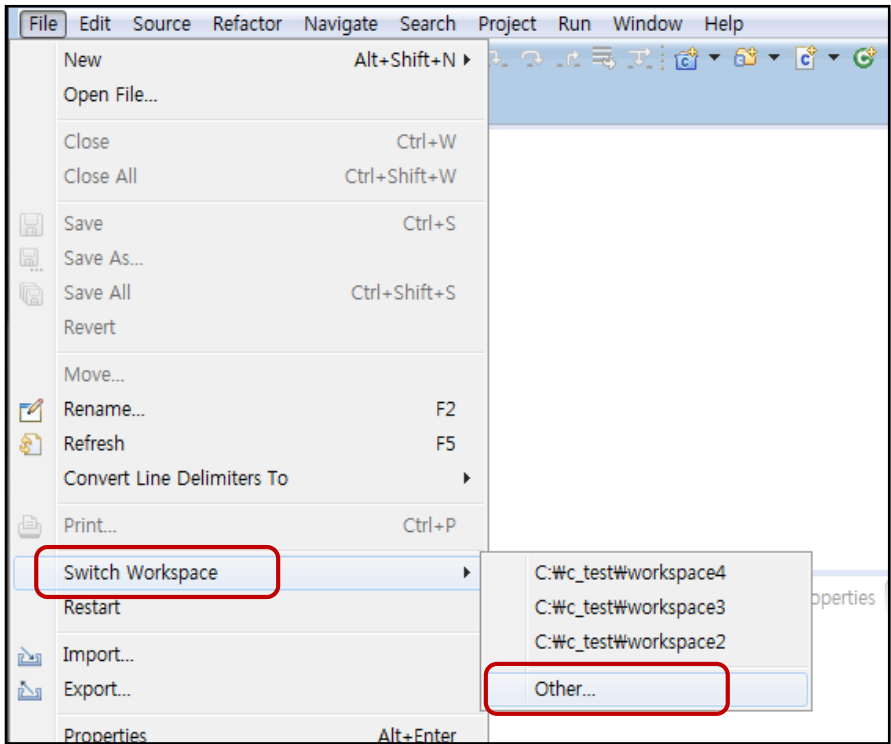 File Edit Source Refactor Navigate Search Project Run Window Help
New Alt+Shift+N
Open File...
Close Ctrl+W
Close All Ctrl+Shift+W
Save Ctrl+S
Save As...
Save All Ctrl+Shift+S
Revert
Move...
Rename... F2
Refresh F5
Convert Line Delimiters To
Print... Ctrl+P
Switch Workspace
C:₩c_test₩workspace4
Restart
C:₩c_test₩workspace3
operties
C:₩c_test₩workspace2
Import...
Export...
Other...
Properties Alt+Enter